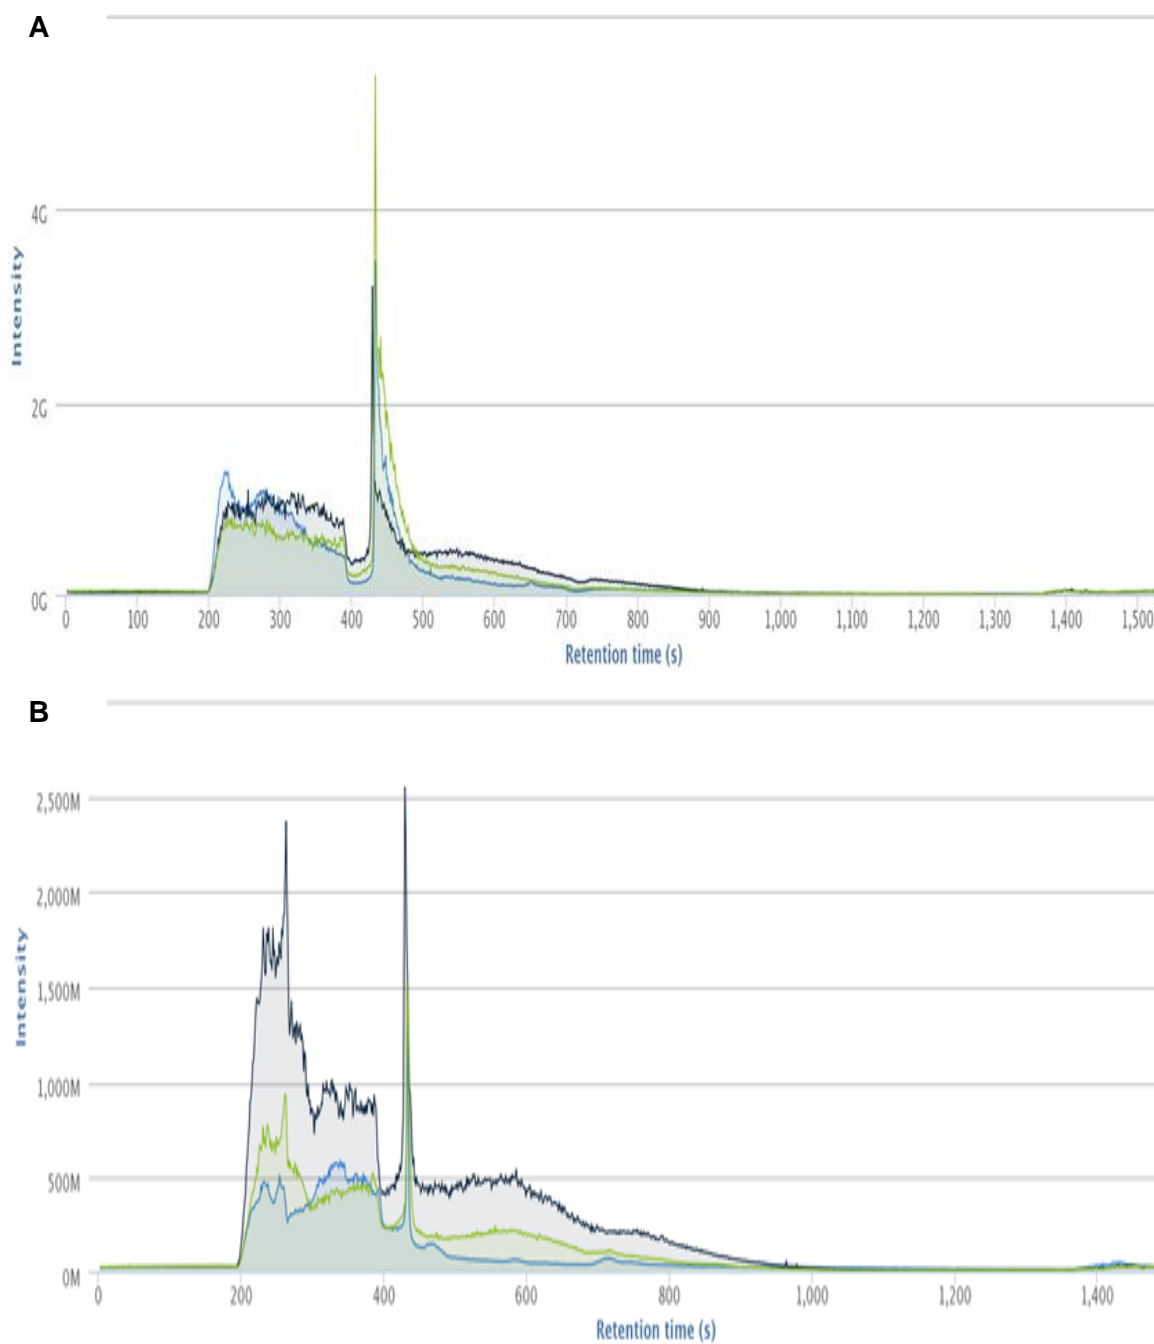 A
4G
2G
0G
Intensity
0 100 200 300 400 500 600 700 800 900 1,000 1,100 1,200 1,300 1,400 1,500
Retention time (s)
B
2,500M
2,000M
1,500M
1,000M
500M
0M
Intensity
0 200 400 600 800 1,000 1,200 1,400
Retention time (s)